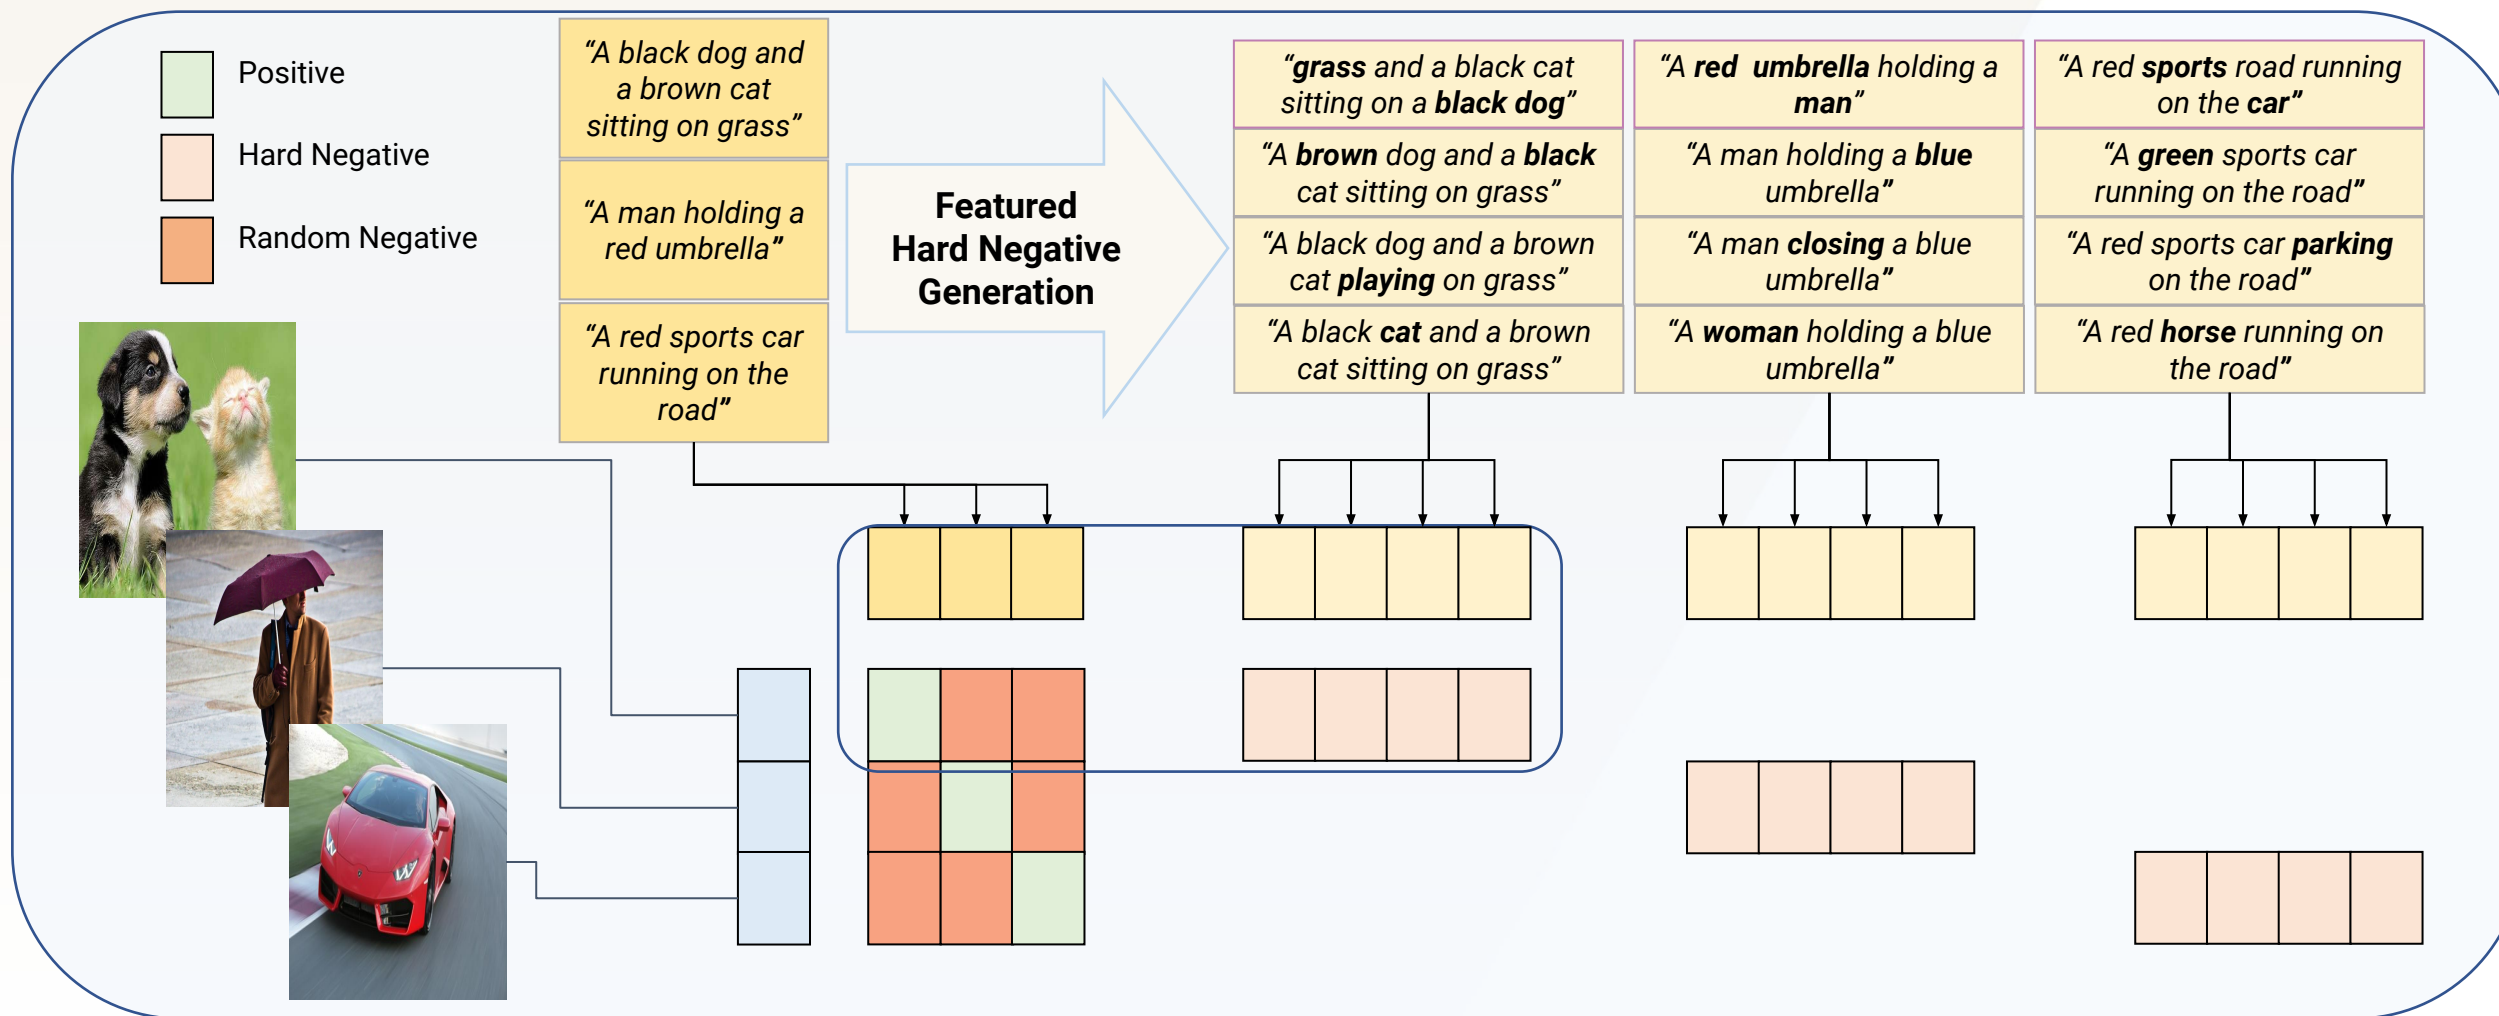 Positive
Hard Negative
Random Negative
“A black dog and
a brown cat
sitting on grass”
“A man holding a
red umbrella”
“A red sports car
running on the
road”
Featured
Hard Negative
Generation
“grass and a black cat
sitting on a black dog”
“A brown dog and a black
cat sitting on grass”
“A black dog and a brown
cat playing on grass”
“A black cat and a brown
cat sitting on grass”
“A red  umbrella holding a
man”
“A man holding a blue
umbrella”
“A man closing a blue
umbrella”
“A woman holding a blue
umbrella”
“A red sports road running
on the car”
“A green sports car
running on the road”
“A red sports car parking
on the road”
“A red horse running on
the road”